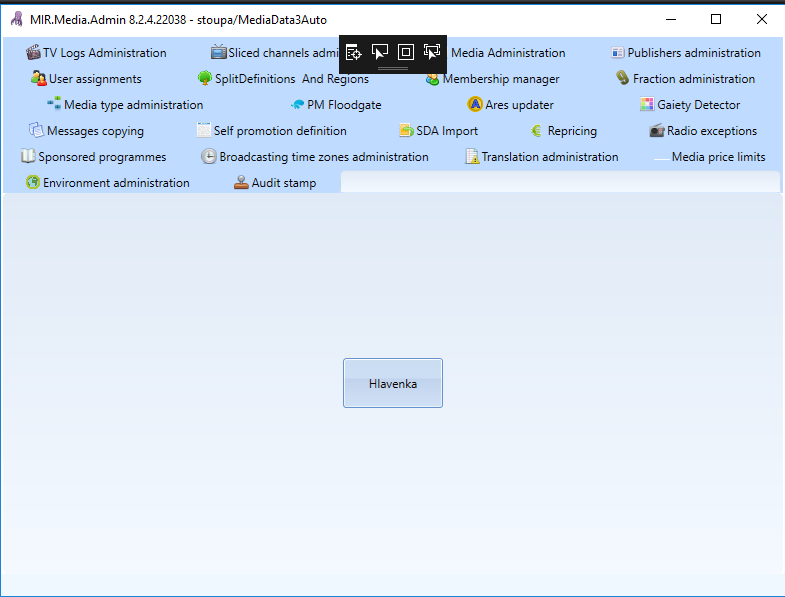 MIR.Media.Admin 8.2.4.22038 - stoupa/MediaData3Auto
TV Logs Administration Sliced channels admi Media Administration Publishers administration
User assignments SplitDefinitions And Regions Membership manager Fraction administration
Media type administration PM Floodgate Ares updater Gaiety Detector
Messages copying Self promotion definition SDA Import Repricing Radio exceptions
Sponsored programmes Broadcasting time zones administration Translation administration Media price limits
Environment administration Audit stamp
Hlavenka